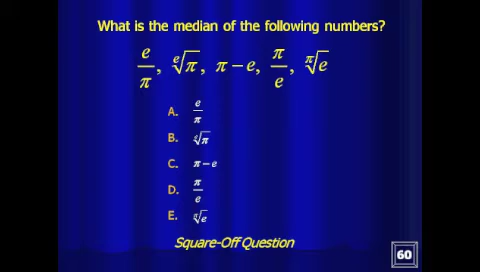 What is the median of the following numbers?
e/π, ᵉ√π, π – e, π/e, ᵖ√e
A. e/π
B. ᵉ√π
C. π – e
D. π/e
E. π√e
Square-Off Question
60